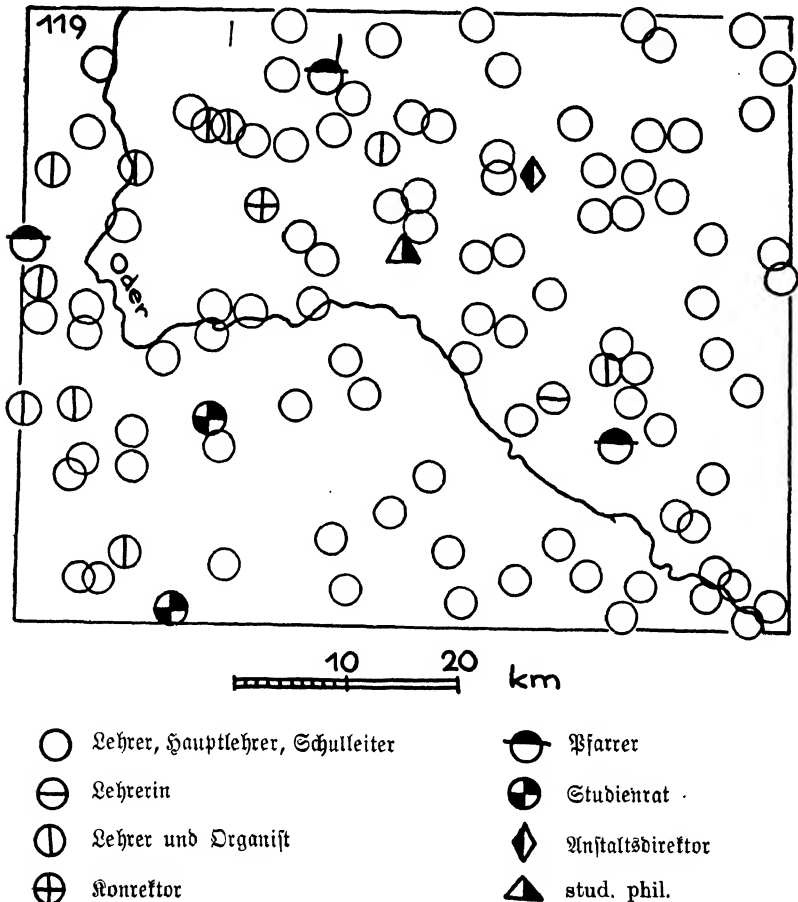 119
Oder
10 20 km
Lehrer, Hauptlehrer, Schulleiter
Lehrerin
Lehrer und Organist
Konrektor
Pfarrer
Studienrat
Anstaltsdirektor
stud. phil.